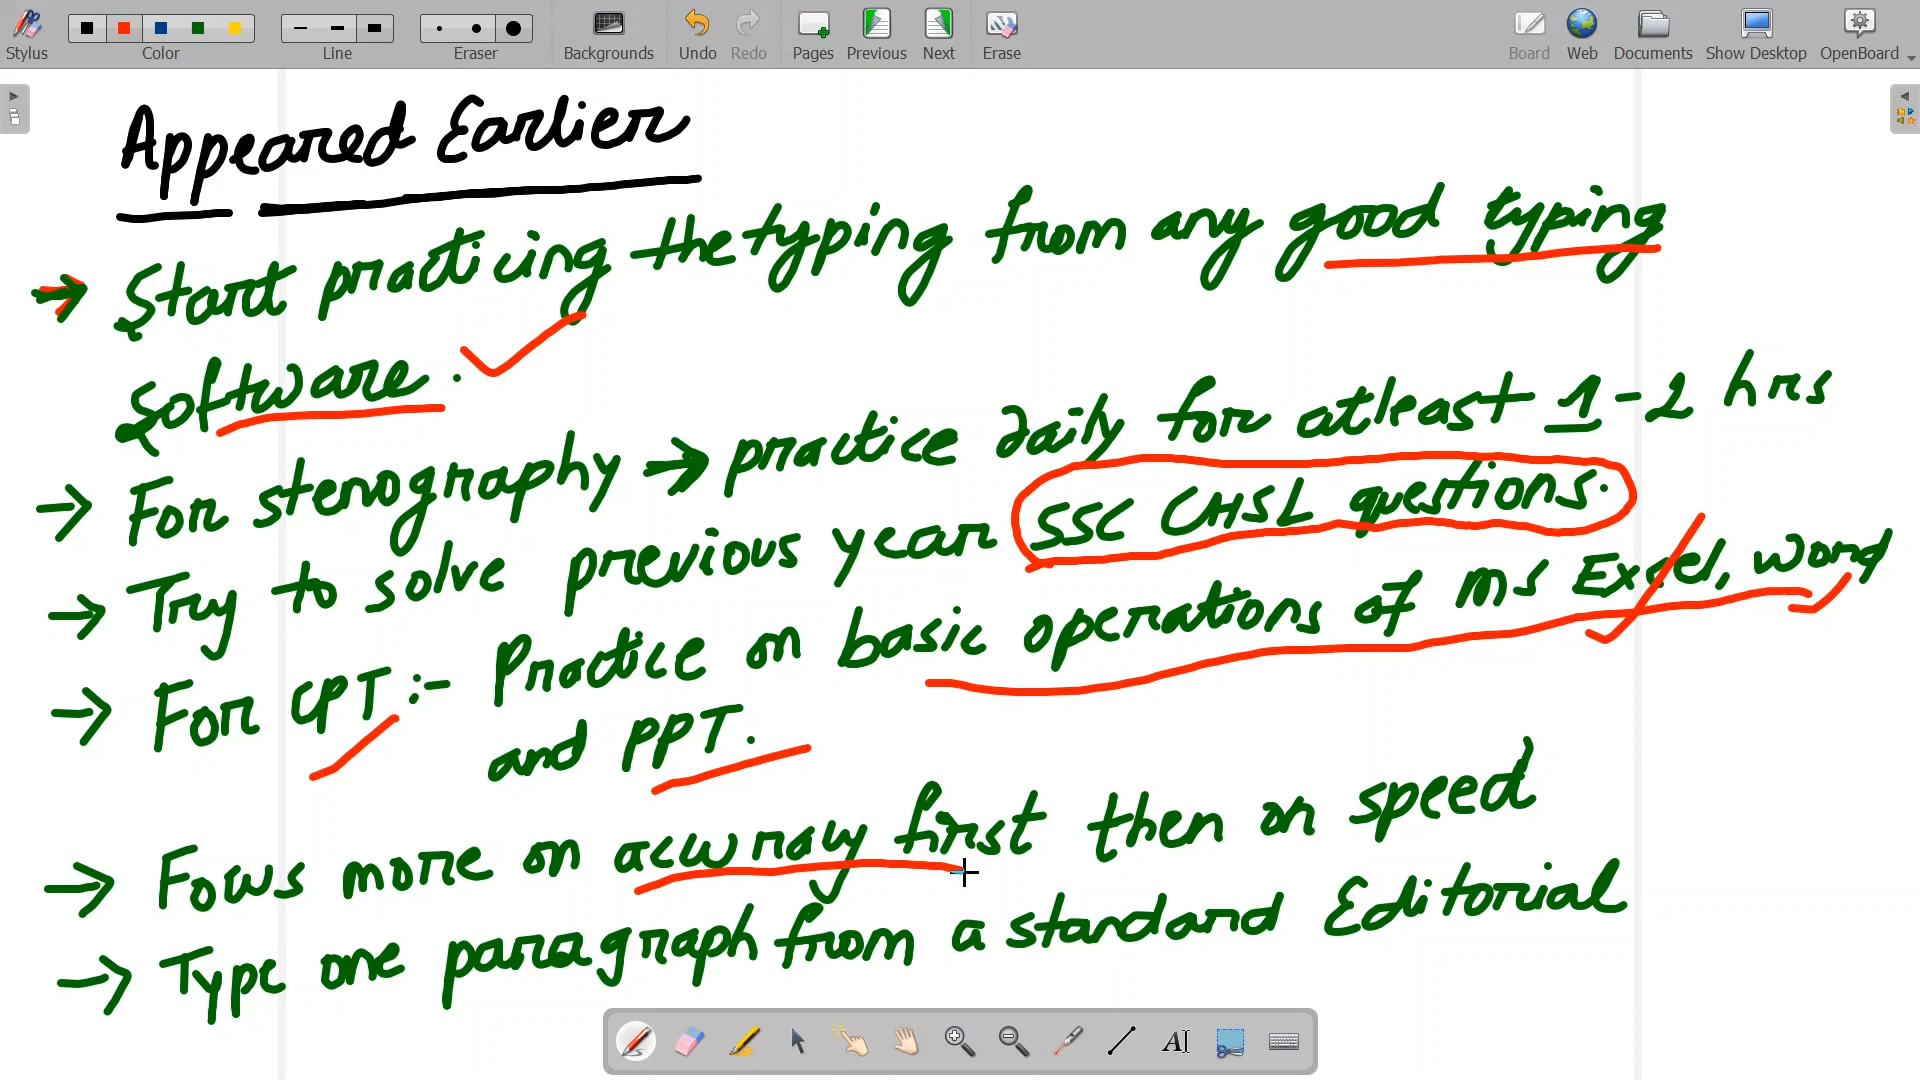 Stylus Color Line Eraser Backgrounds Undo Redo Pages Previous Next Erase Board Web Documents Show Desktop OpenBoard
Appeared Earlier
→ Start practicing the typing from any good typing
Software.
→ For stenography → practice daily for atleast 1-2 hrs
→ Try to solve previous year SSC CHSL questions.
→ For CPT :- Practice on basic operations of MS Excel, word
and PPT.
→ Focus more on accuracy first then on speed
→ Type one paragraph from a standard Editorial